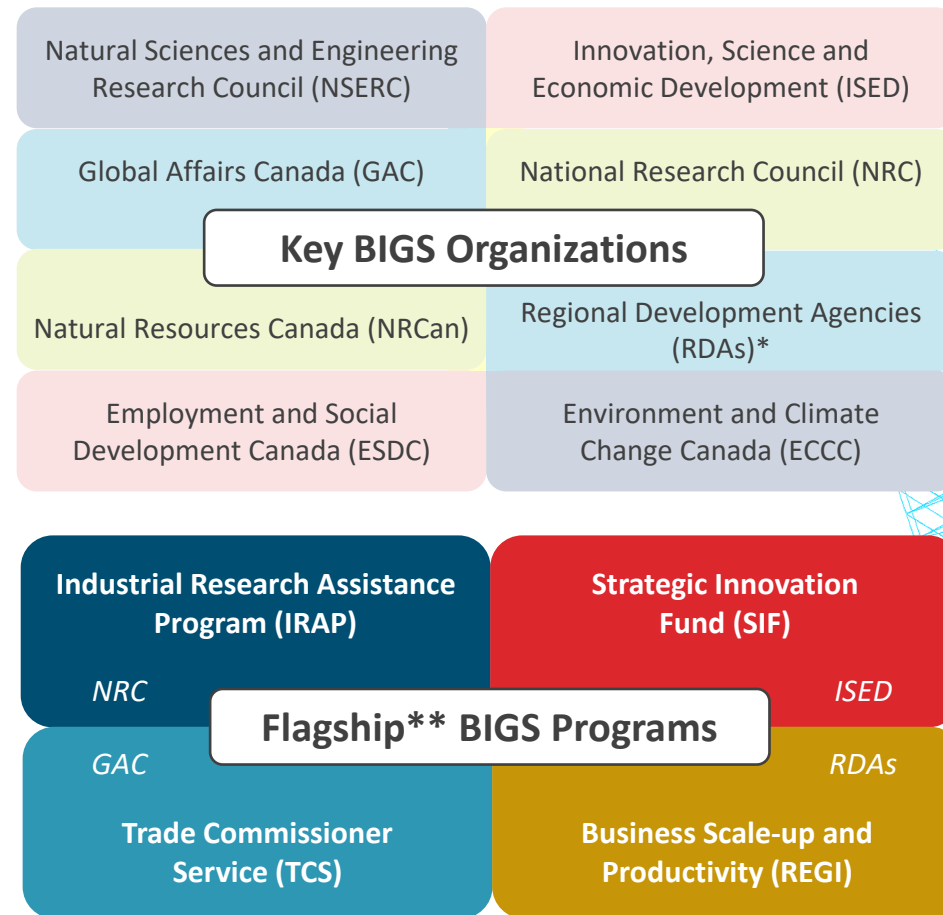 Natural Sciences and Engineering
Research Council (NSERC)
Innovation, Science and
Economic Development (ISED)
Global Affairs Canada (GAC)
National Research Council (NRC)
Key BIGS Organizations
Natural Resources Canada (NRCan)
Regional Development Agencies
(RDAs)*
Employment and Social
Development Canada (ESDC)
Environment and Climate
Change Canada (ECCC)
Industrial Research Assistance
Program (IRAP)
NRC
Strategic Innovation
Fund (SIF)
ISED
Flagship** BIGS Programs
GAC
Trade Commissioner
Service (TCS)
RDAs
Business Scale-up and
Productivity (REGI)